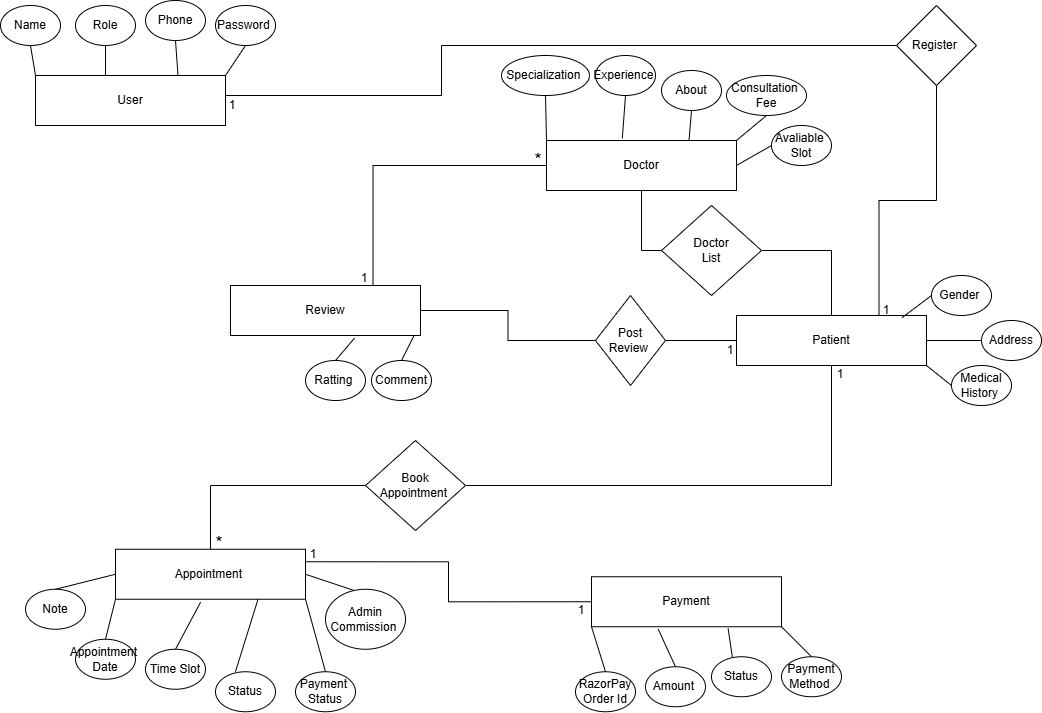 Name
Role
Phone
Password
User
1
Register
Specialization
Experience
About
Consultation
Fee
Avaliable
Slot
*
Doctor
Doctor
List
1
Review
Ratting
Comment
Post
Review
1
Patient
1
Gender
Address
Medical
History
1
Book
Appointment
*
Appointment
1
Note
Appointment
Date
Time Slot
Status
Payment
Status
Admin
Commission
1
Payment
RazorPay
Order Id
Amount
Status
Payment
Method